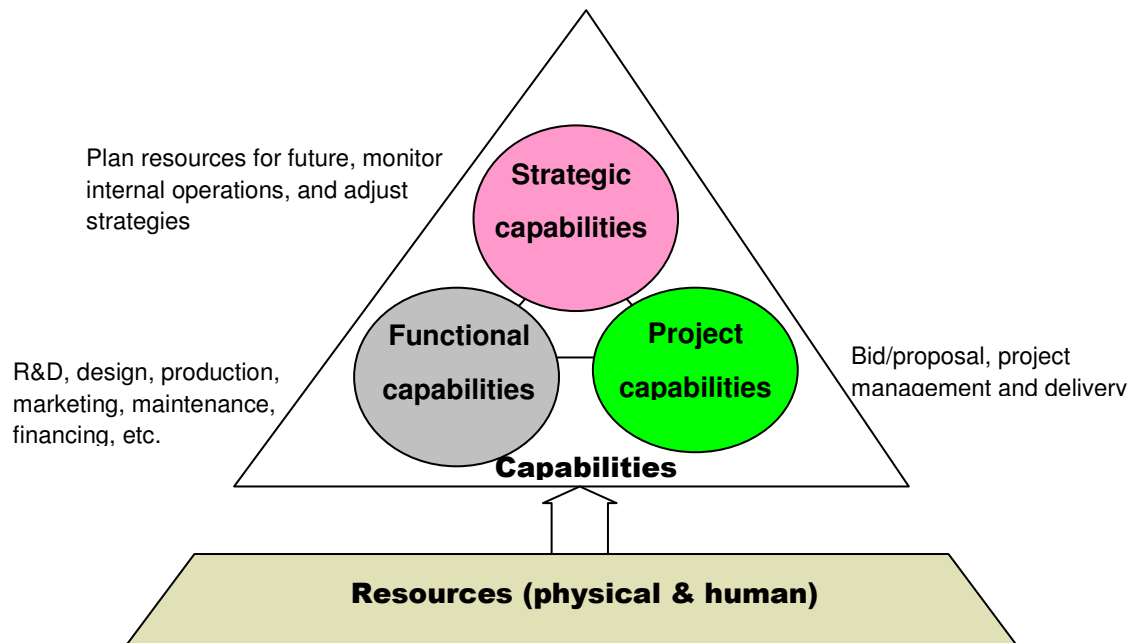 Plan resources for future, monitor
internal operations, and adjust
strategies
Strategic
capabilities
Functional
capabilities
Project
capabilities
R&D, design, production,
marketing, maintenance,
financing, etc.
Bid/proposal, project
management and delivery
Capabilities
Resources (physical & human)